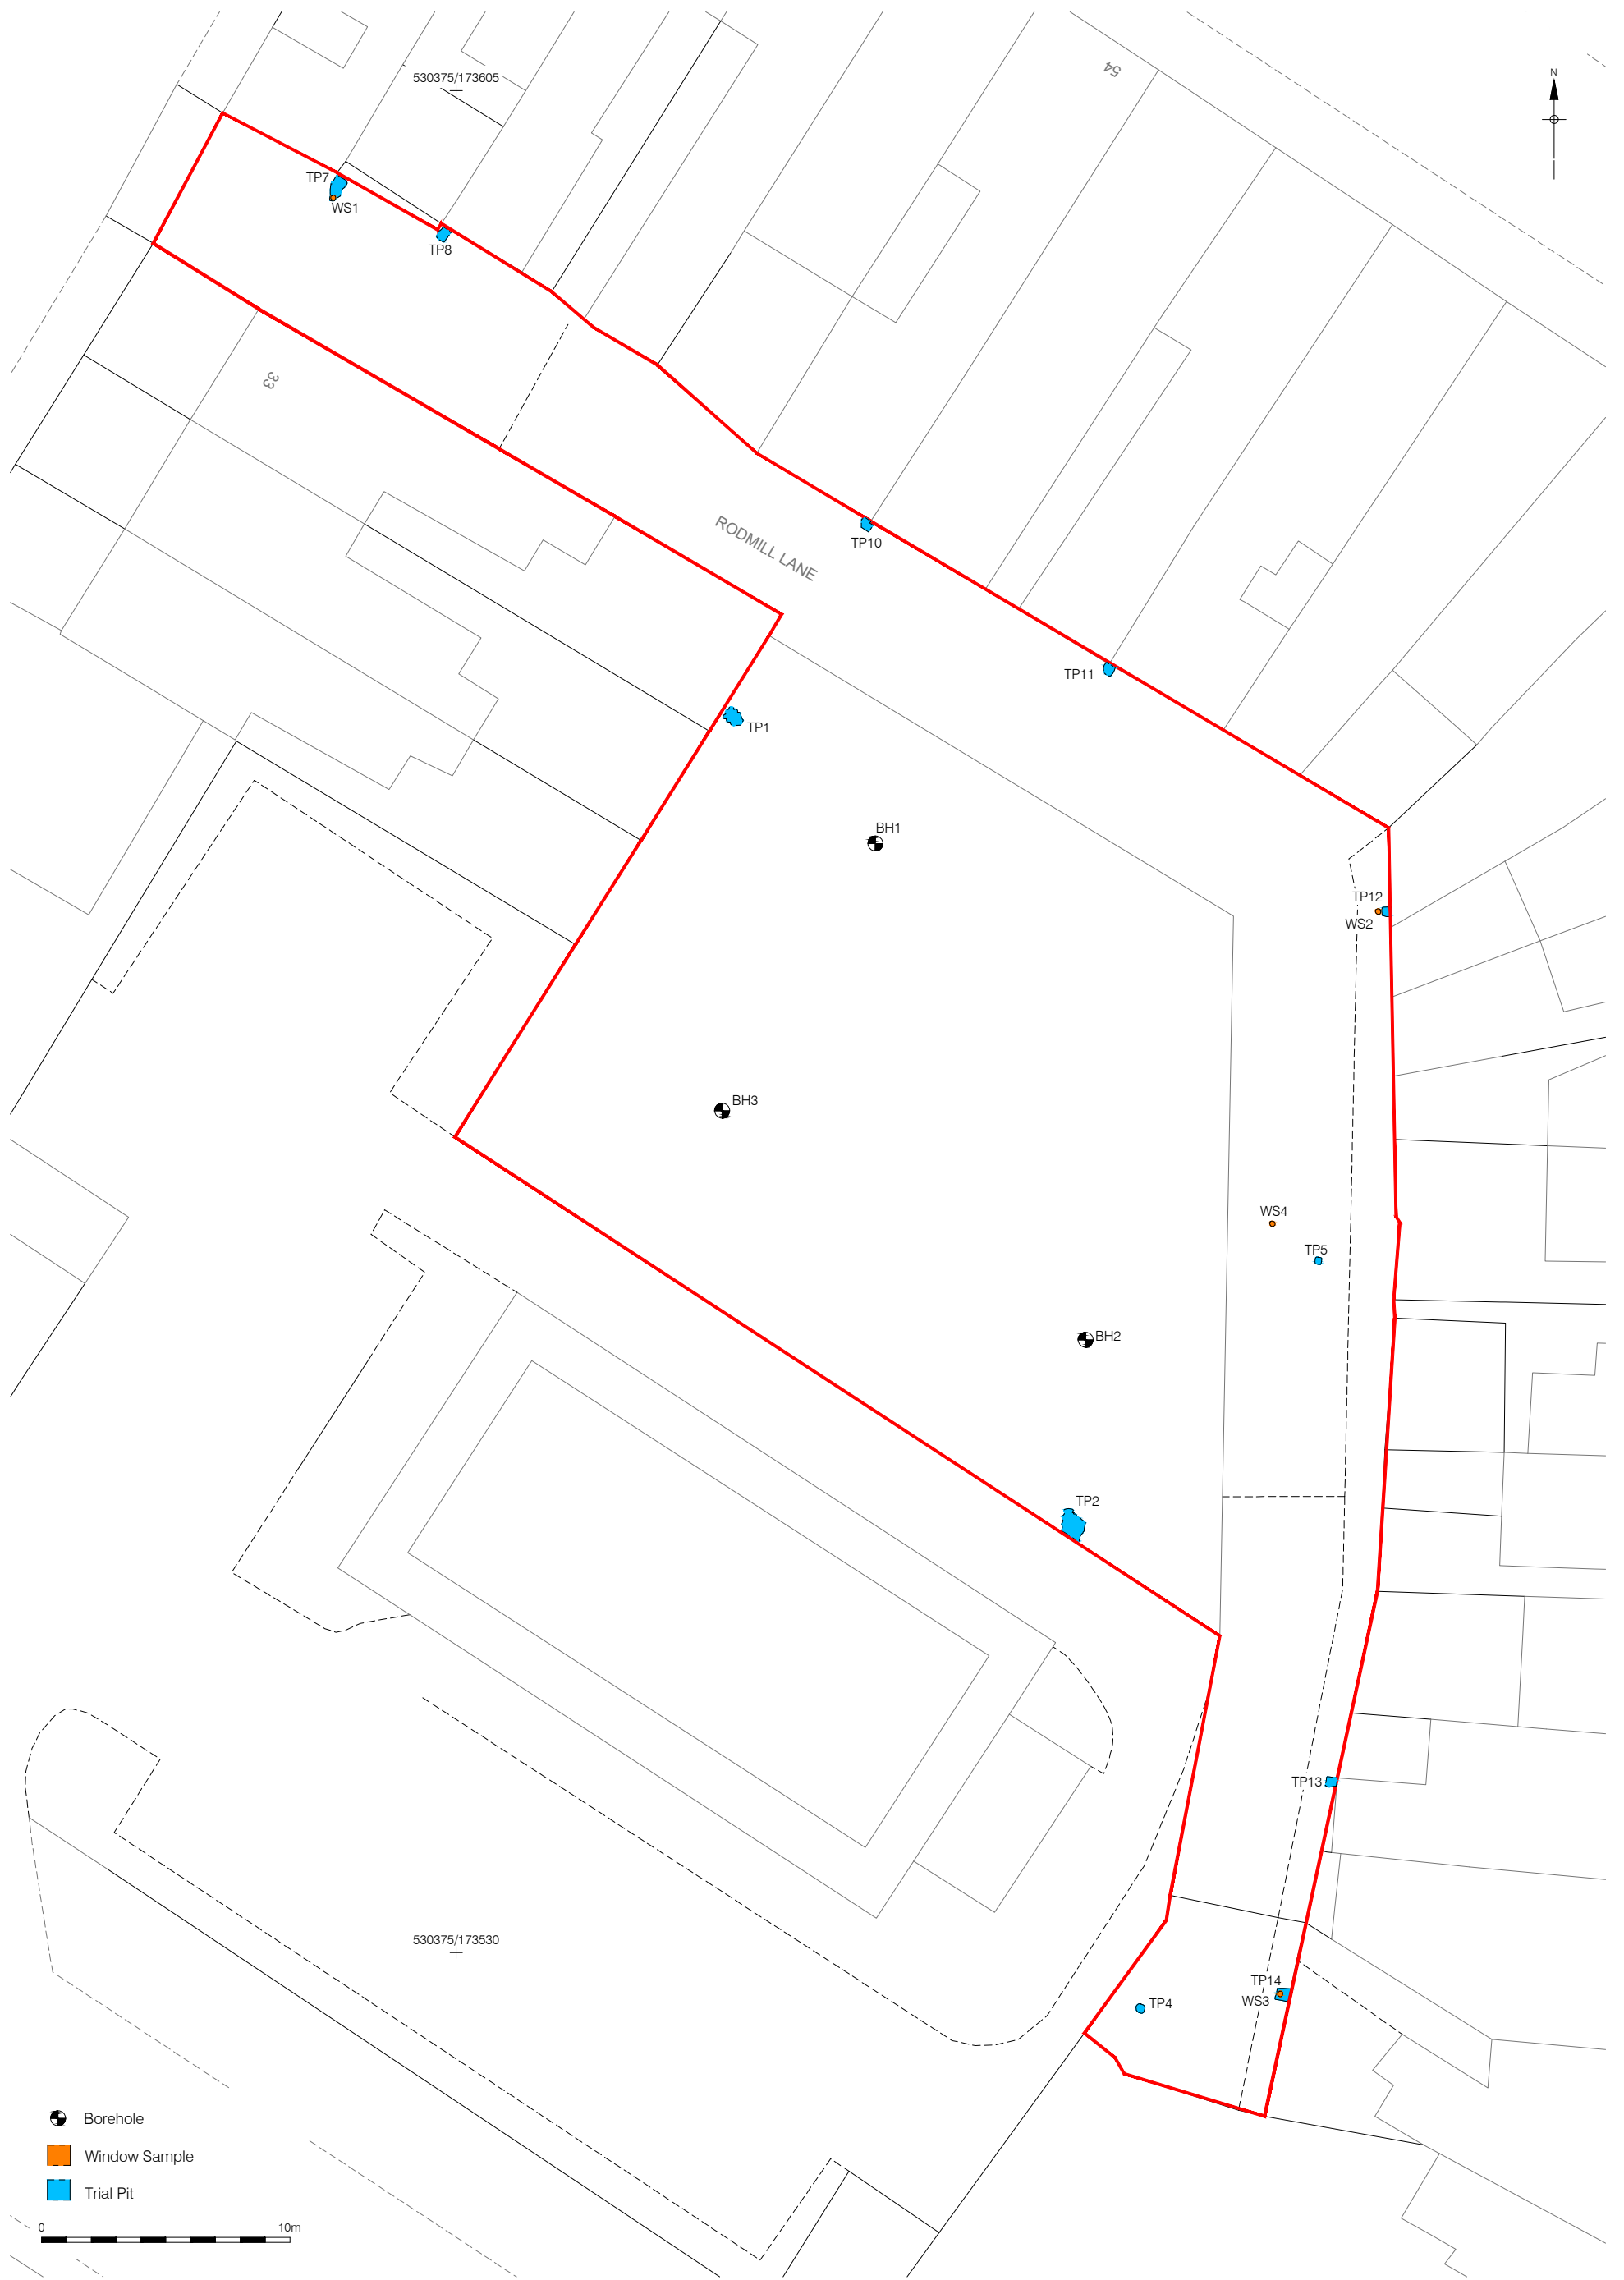 530375/173605
54
N
TP7
WS1
TP8
33
RODMILL LANE
TP10
TP11
TP1
BH1
TP12
WS2
BH3
WS4
TP5
BH2
TP2
TP13
530375/173530
TP14
WS3
TP4
Borehole
Window Sample
Trial Pit
0 10m